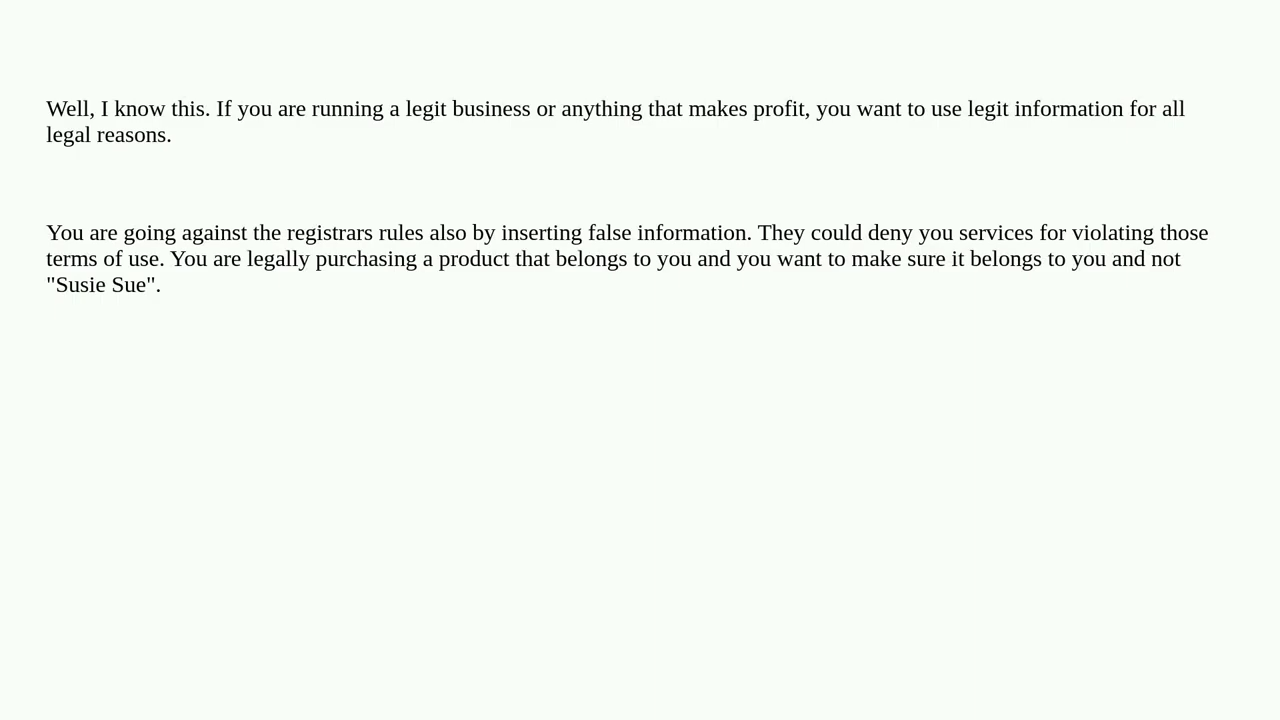 Well, I know this. If you are running a legit business or anything that makes profit, you want to use legit information for all
legal reasons.
You are going against the registrars rules also by inserting false information. They could deny you services for violating those
terms of use. You are legally purchasing a product that belongs to you and you want to make sure it belongs to you and not
"Susie Sue".